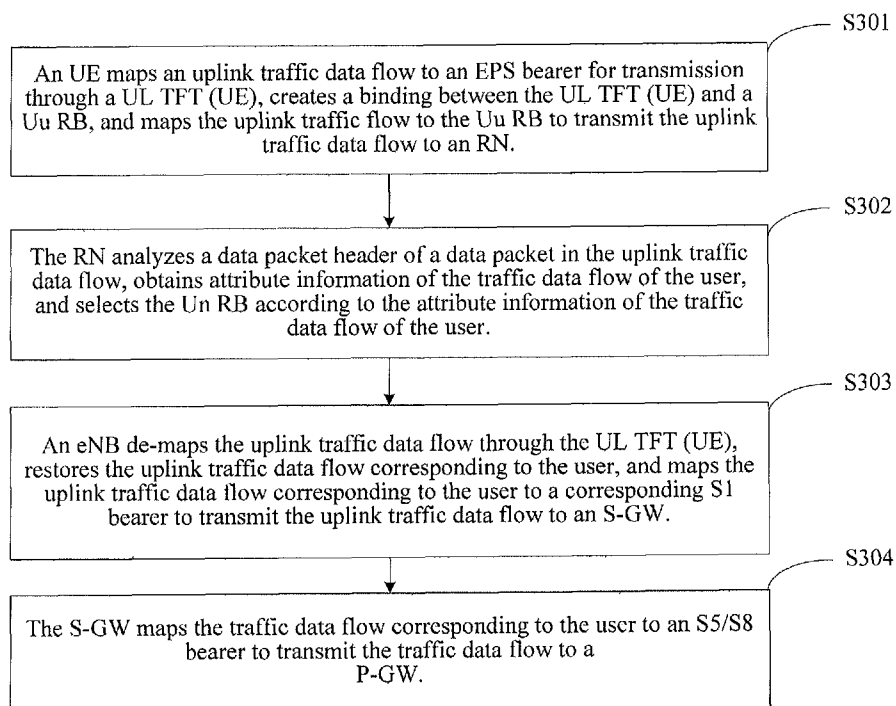 S301
An UE maps an uplink traffic data flow to an EPS bearer for transmission
through a UL TFT (UE), creates a binding between the UL TFT (UE) and a
Uu RB, and maps the uplink traffic flow to the Uu RB to transmit the uplink
traffic data flow to an RN.
S302
The RN analyzes a data packet header of a data packet in the uplink traffic
data flow, obtains attribute information of the traffic data flow of the user,
and selects the Un RB according to the attribute information of the traffic
data flow of the user.
S303
An eNB de-maps the uplink traffic data flow through the UL TFT (UE),
restores the uplink traffic data flow corresponding to the user, and maps the
uplink traffic data flow corresponding to the user to a corresponding S1
bearer to transmit the uplink traffic data flow to an S-GW.
S304
The S-GW maps the traffic data flow corresponding to the user to an S5/S8
bearer to transmit the traffic data flow to a
P-GW.